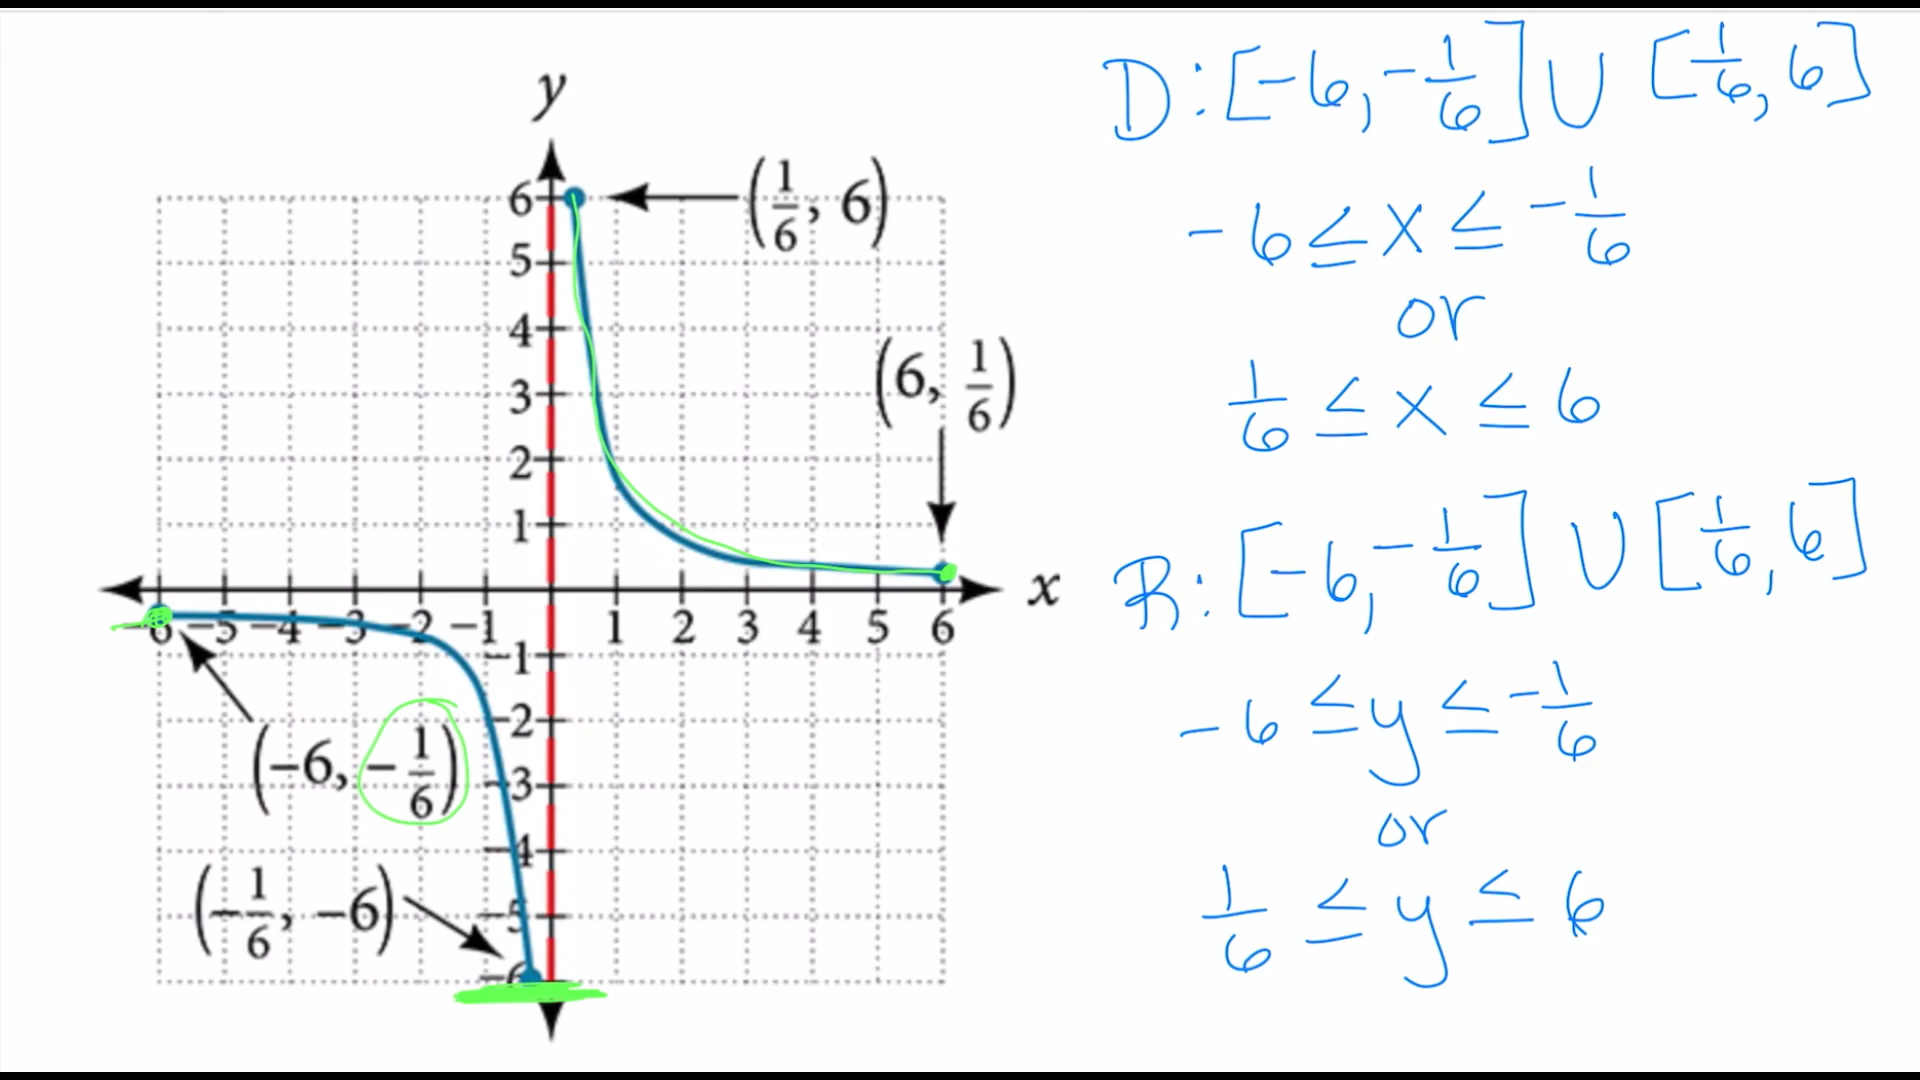 y
(1/6, 6)
6
5
4
3
2
1
(6, 1/6)
x
-6 -5 -4 -3 -2 -1 1 2 3 4 5 6
-1
-2
-3
-4
-5
-6
(-6, -1/6)
(-1/6, -6)
D: [-6, -1/6] ∪ [1/6, 6]
-6 ≤ x ≤ -1/6
or
1/6 ≤ x ≤ 6
R: [-6, -1/6] ∪ [1/6, 6]
-6 ≤ y ≤ -1/6
or
1/6 ≤ y ≤ 6